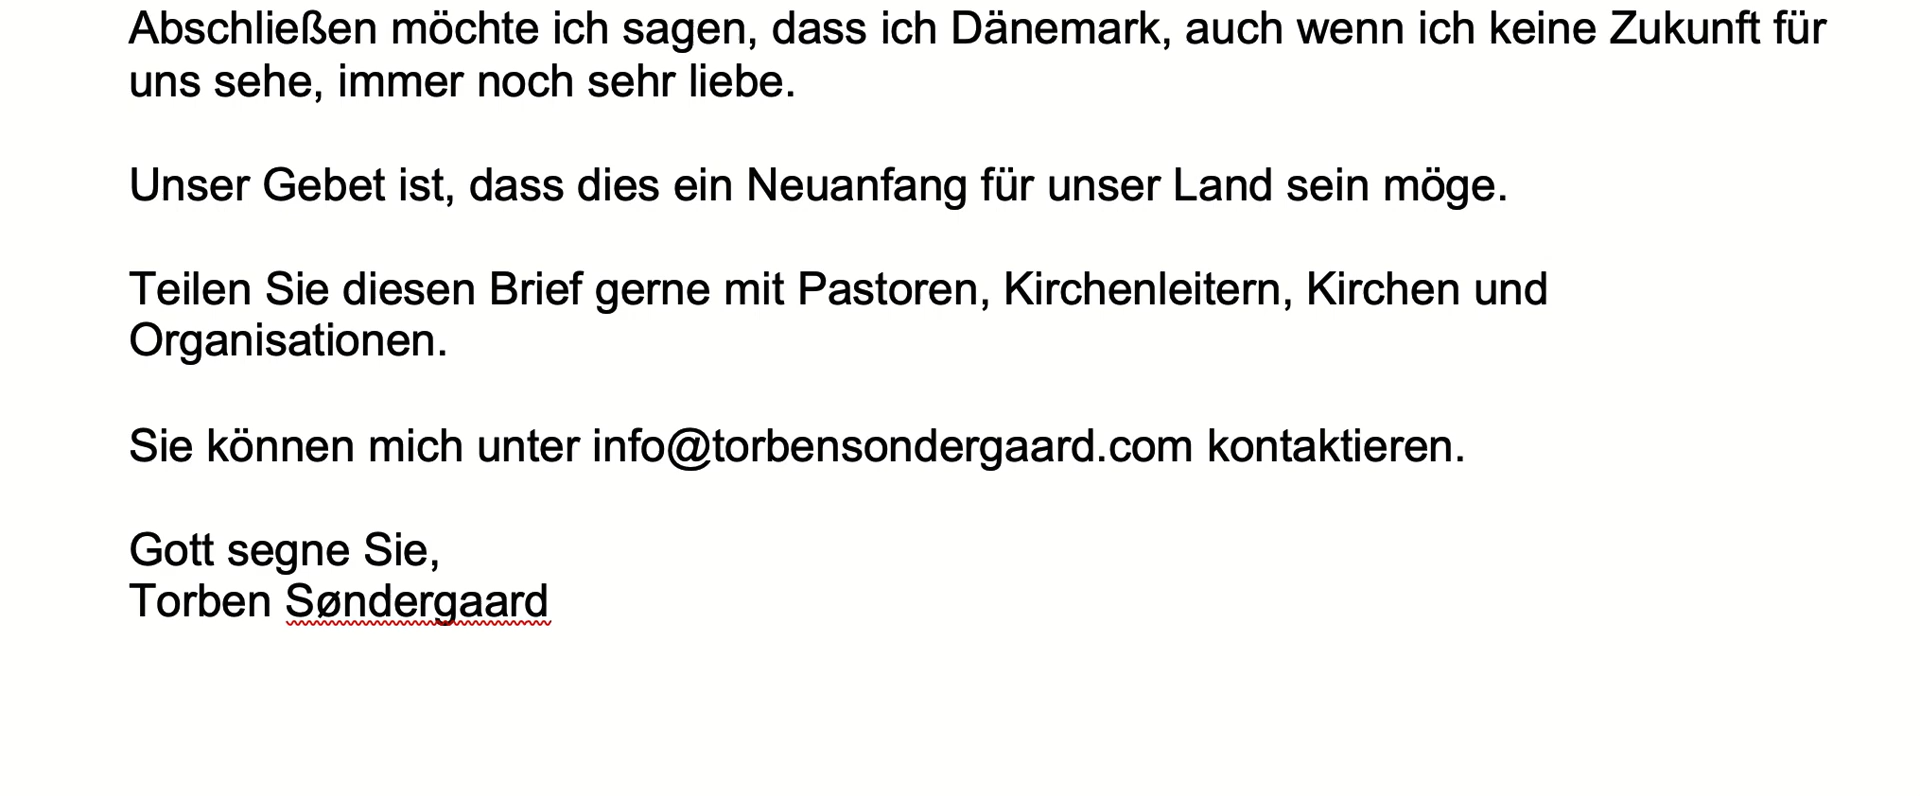 Abschließen möchte ich sagen, dass ich Dänemark, auch wenn ich keine Zukunft für
uns sehe, immer noch sehr liebe.
Unser Gebet ist, dass dies ein Neuanfang für unser Land sein möge.
Teilen Sie diesen Brief gerne mit Pastoren, Kirchenleitern, Kirchen und
Organisationen.
Sie können mich unter info@torbensondergaard.com kontaktieren.
Gott segne Sie,
Torben Søndergaard